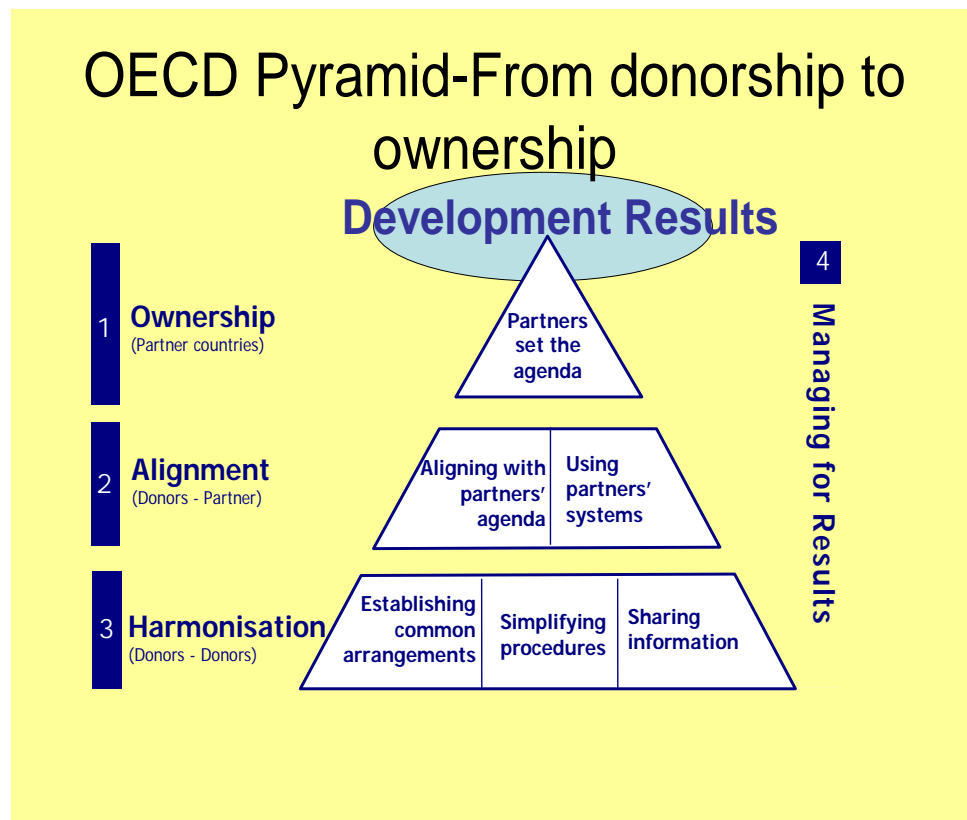 OECD Pyramid-From donorship to
ownership
Development Results
1
Ownership
(Partner countries)
Partners
set the
agenda
2
Alignment
(Donors - Partner)
Aligning with
partners'
agenda
Using
partners'
systems
3
Harmonisation
(Donors - Donors)
Establishing
common
arrangements
Simplifying
procedures
Sharing
information
4
Managing for Results